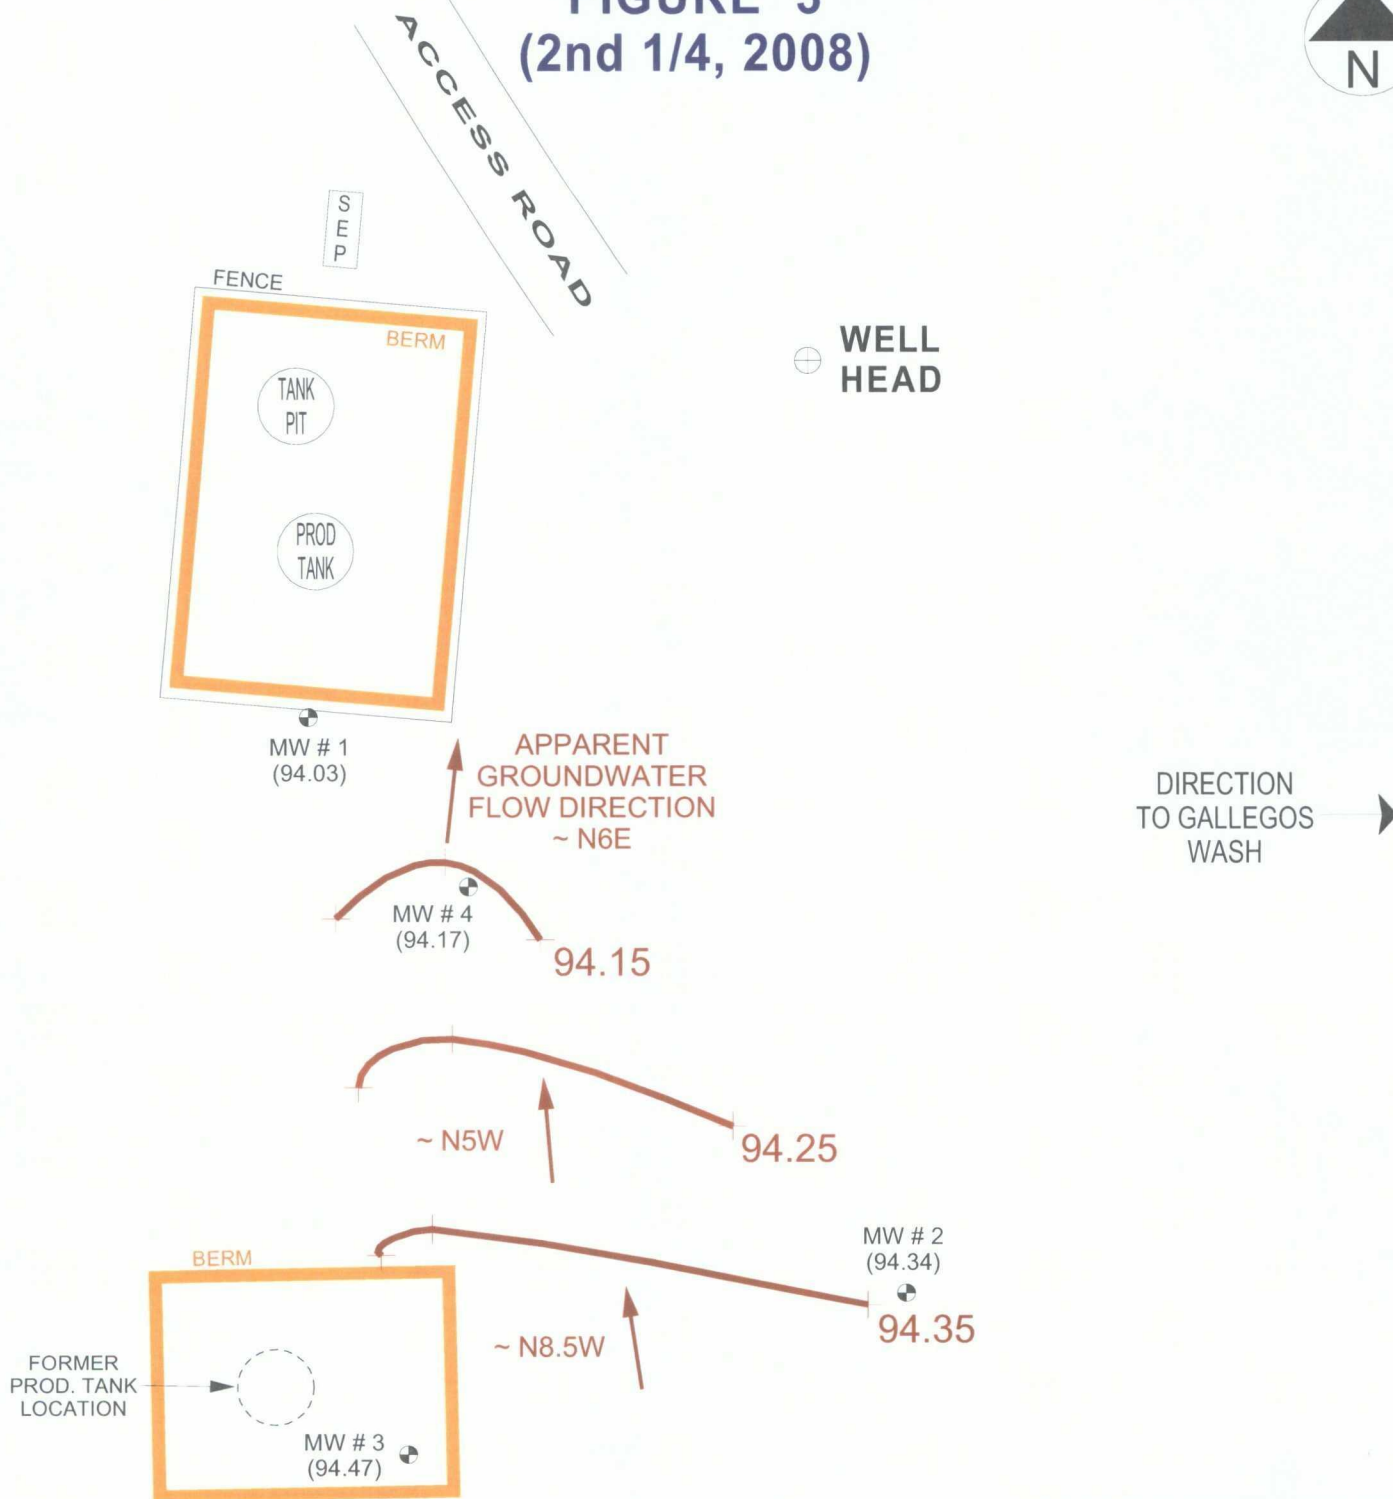 FIGURE 3
(2nd 1/4, 2008)
N
ACCESS ROAD
S
E
P
FENCE
BERM
WELL
HEAD
TANK
PIT
PROD
TANK
MW # 1
(94.03)
APPARENT
GROUNDWATER
FLOW DIRECTION
~ N6E
DIRECTION
TO GALLEGOS
WASH
MW # 4
(94.17)
94.15
~ N5W
94.25
MW # 2
(94.34)
BERM
94.35
~ N8.5W
FORMER
PROD. TANK
LOCATION
MW # 3
(94.47)